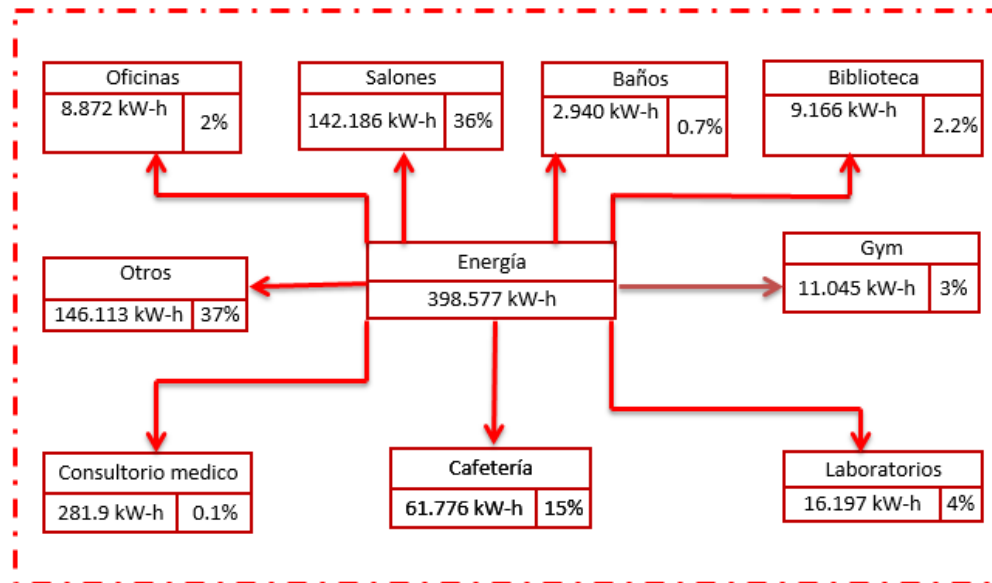 Oficinas
8.872 kW-h
2%
Salones
142.186 kW-h
36%
Baños
2.940 kW-h
0.7%
Biblioteca
9.166 kW-h
2.2%
Otros
146.113 kW-h
37%
Energía
398.577 kW-h
Gym
11.045 kW-h
3%
Consultorio medico
281.9 kW-h
0.1%
Cafetería
61.776 kW-h
15%
Laboratorios
16.197 kW-h
4%